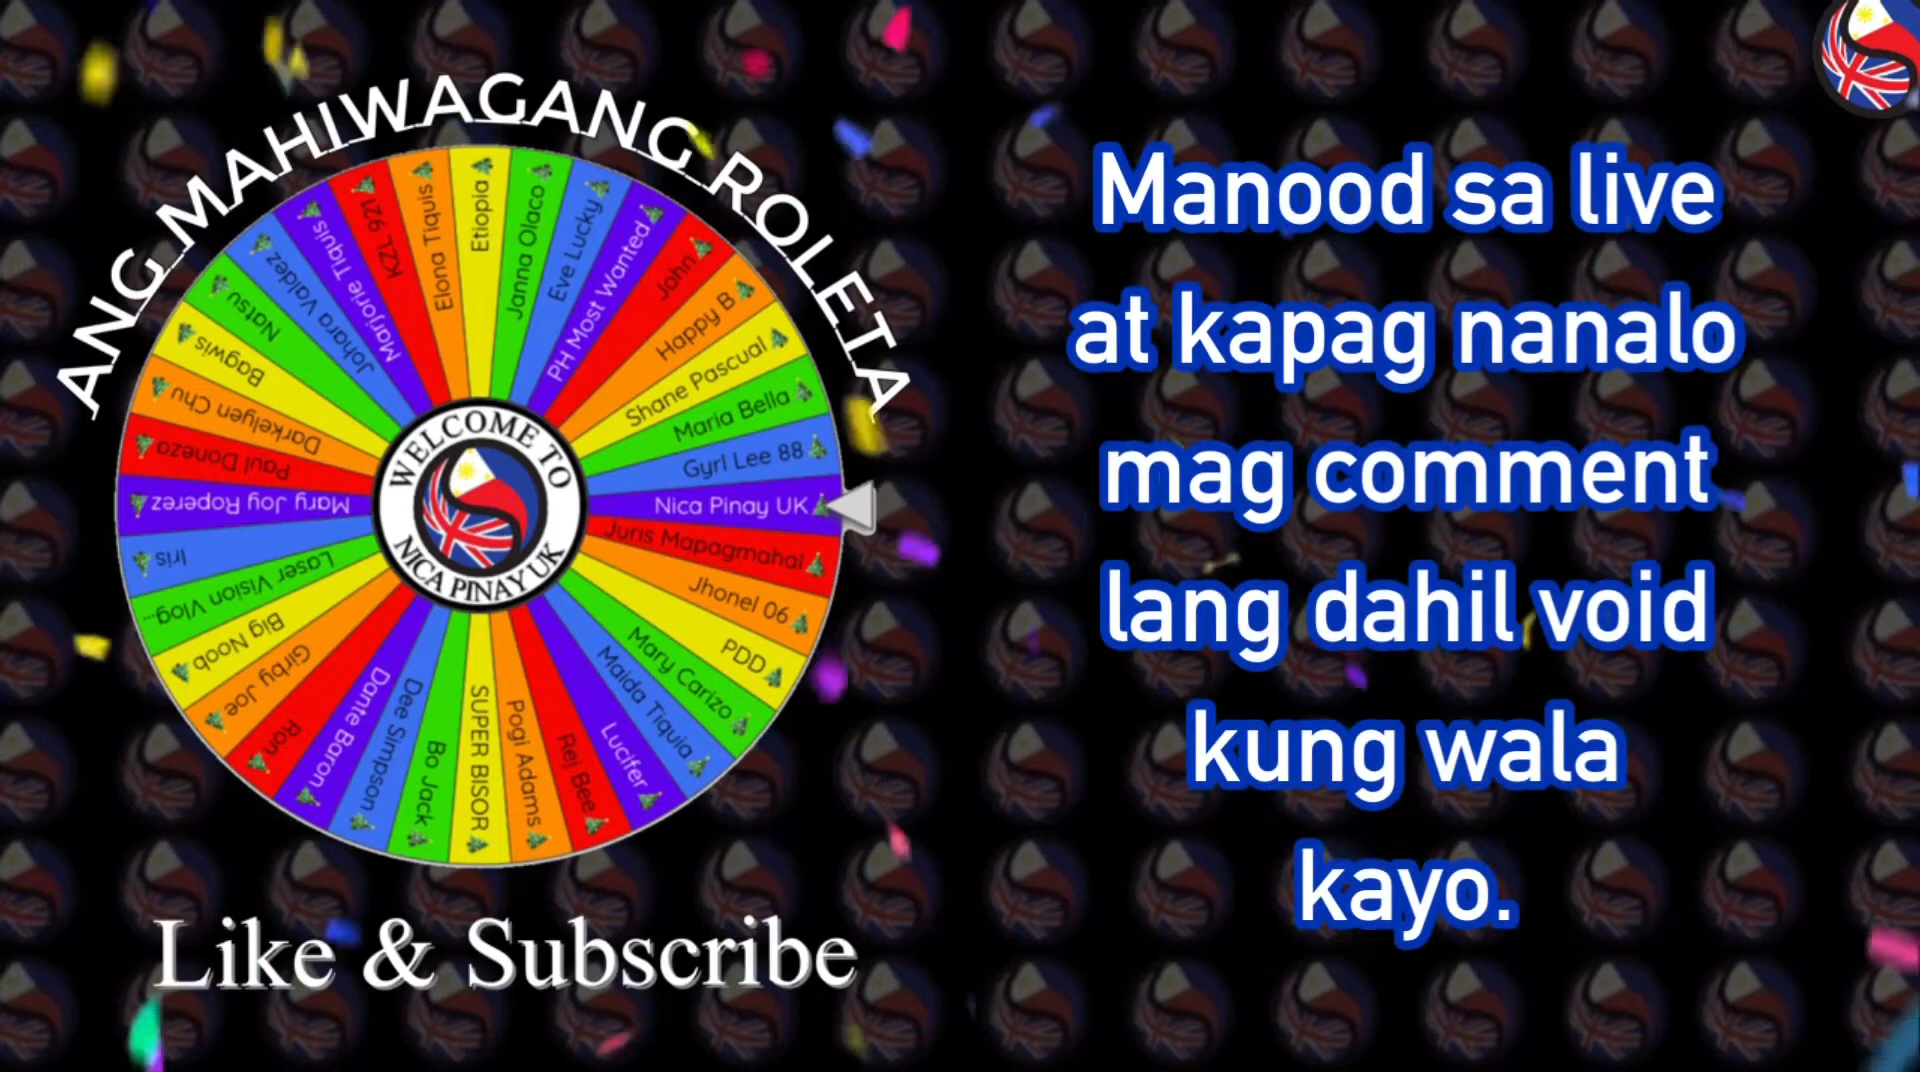 ANG MAHIWAGANG ROLETA
Etiopia
Janna Olaco
Eve Lucky
PH Most Wanted
John
Happy B
Shane Pascual
Maria Bella
Gyrl Lee 88
Nica Pinay UK
Juris Mapagmahal
Jhonel 06
PDD
Mary Carizo
Maida Tiquia
Lucifer
Rej Bee
Pogi Adams
SUPER BISOR
Bo Jack
Dee Simpson
Dante Baron
Ron
Girby Joe
Big Noob
Laser Vision Vlog...
Iris
Mary Joy Roperez
Paul Doneza
Darkelyen Chu
Bagwis
Natsu
Johara Valdez
Marjorie Tiquis
KZL 921
Elona Tiquis
WELCOME TO
NICA PINAY UK
Like & Subscribe
Manood sa live
at kapag nanalo
mag comment
lang dahil void
kung wala
kayo.